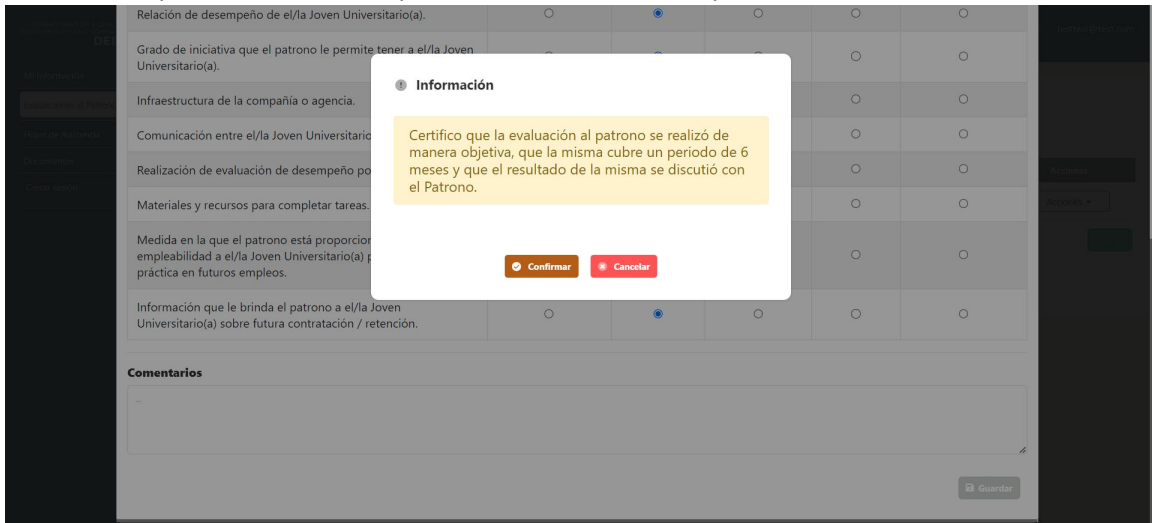 Relación de desempeño de el/la Joven Universitario(a).
Grado de iniciativa que el patrono le permite tener a el/la Joven
Universitario(a).
Infraestructura de la compañía o agencia.
Comunicación entre el/la Joven Universitario
Realización de evaluación de desempeño po
Materiales y recursos para completar tareas.
Medida en la que el patrono está proporcion
empleabilidad a el/la Joven Universitario(a) p
práctica en futuros empleos.
Información que le brinda el patrono a el/la Joven
Universitario(a) sobre futura contratación / retención.
Información
Certifico que la evaluación al patrono se realizó de
manera objetiva, que la misma cubre un periodo de 6
meses y que el resultado de la misma se discutió con
el Patrono.
Confirmar
Cancelar
Comentarios
Guardar
Acciones